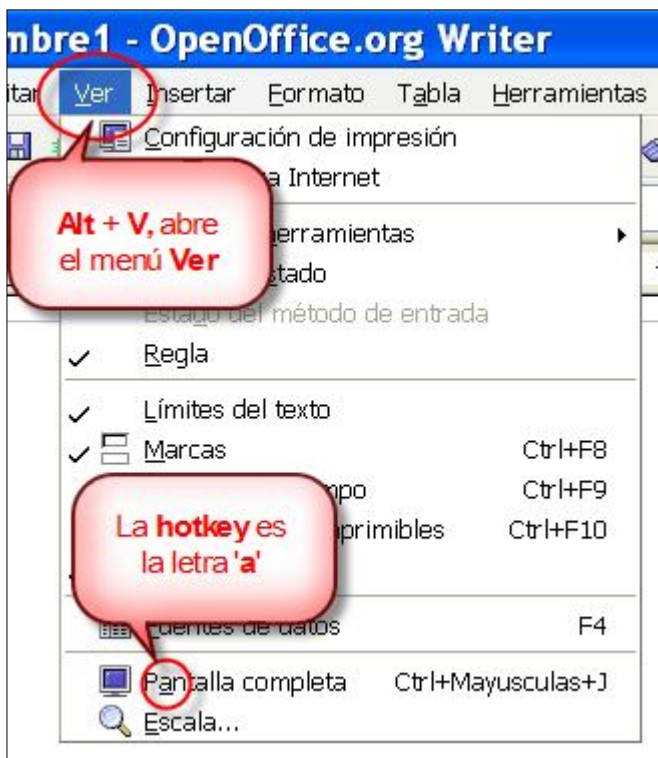 mbre1 - OpenOffice.org Writer
itar Ver Insertar Formato Tabla Herramientas
Configuración de impresión
a Internet
Alt + V, abre
el menú Ver
erramientas
stado
Estado del método de entrada
Regla
Límites del texto
Marcas Ctrl+F8
mpo Ctrl+F9
primibles Ctrl+F10
La hotkey es
la letra 'a'
Fuentes de datos F4
Pantalla completa Ctrl+Mayusculas+J
Escala...